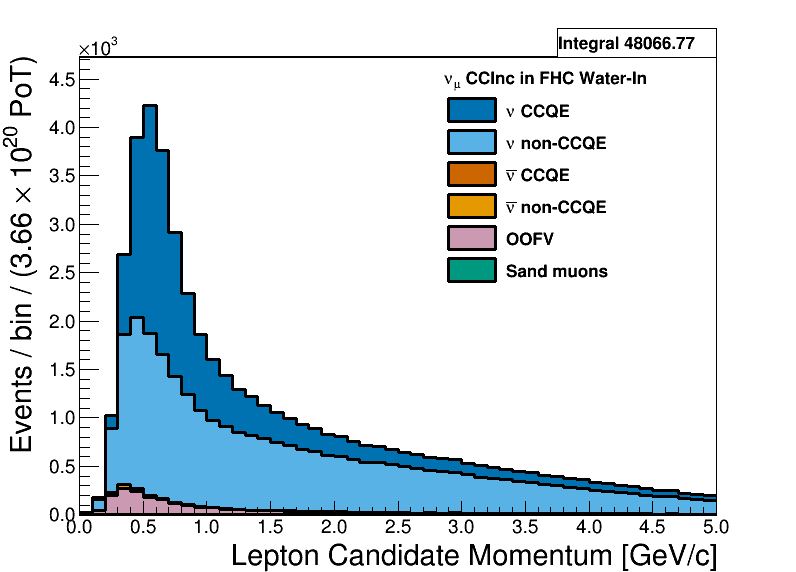 ×10³
Integral 48066.77
ν_μ CCInc in FHC Water-In
ν CCQE
ν non-CCQE
ν̅ CCQE
ν̅ non-CCQE
OOFV
Sand muons
Events / bin / (3.66 × 10²⁰ PoT)
4.5
4.0
3.5
3.0
2.5
2.0
1.5
1.0
0.5
0.0
0.0 0.5 1.0 1.5 2.0 2.5 3.0 3.5 4.0 4.5 5.0
Lepton Candidate Momentum [GeV/c]